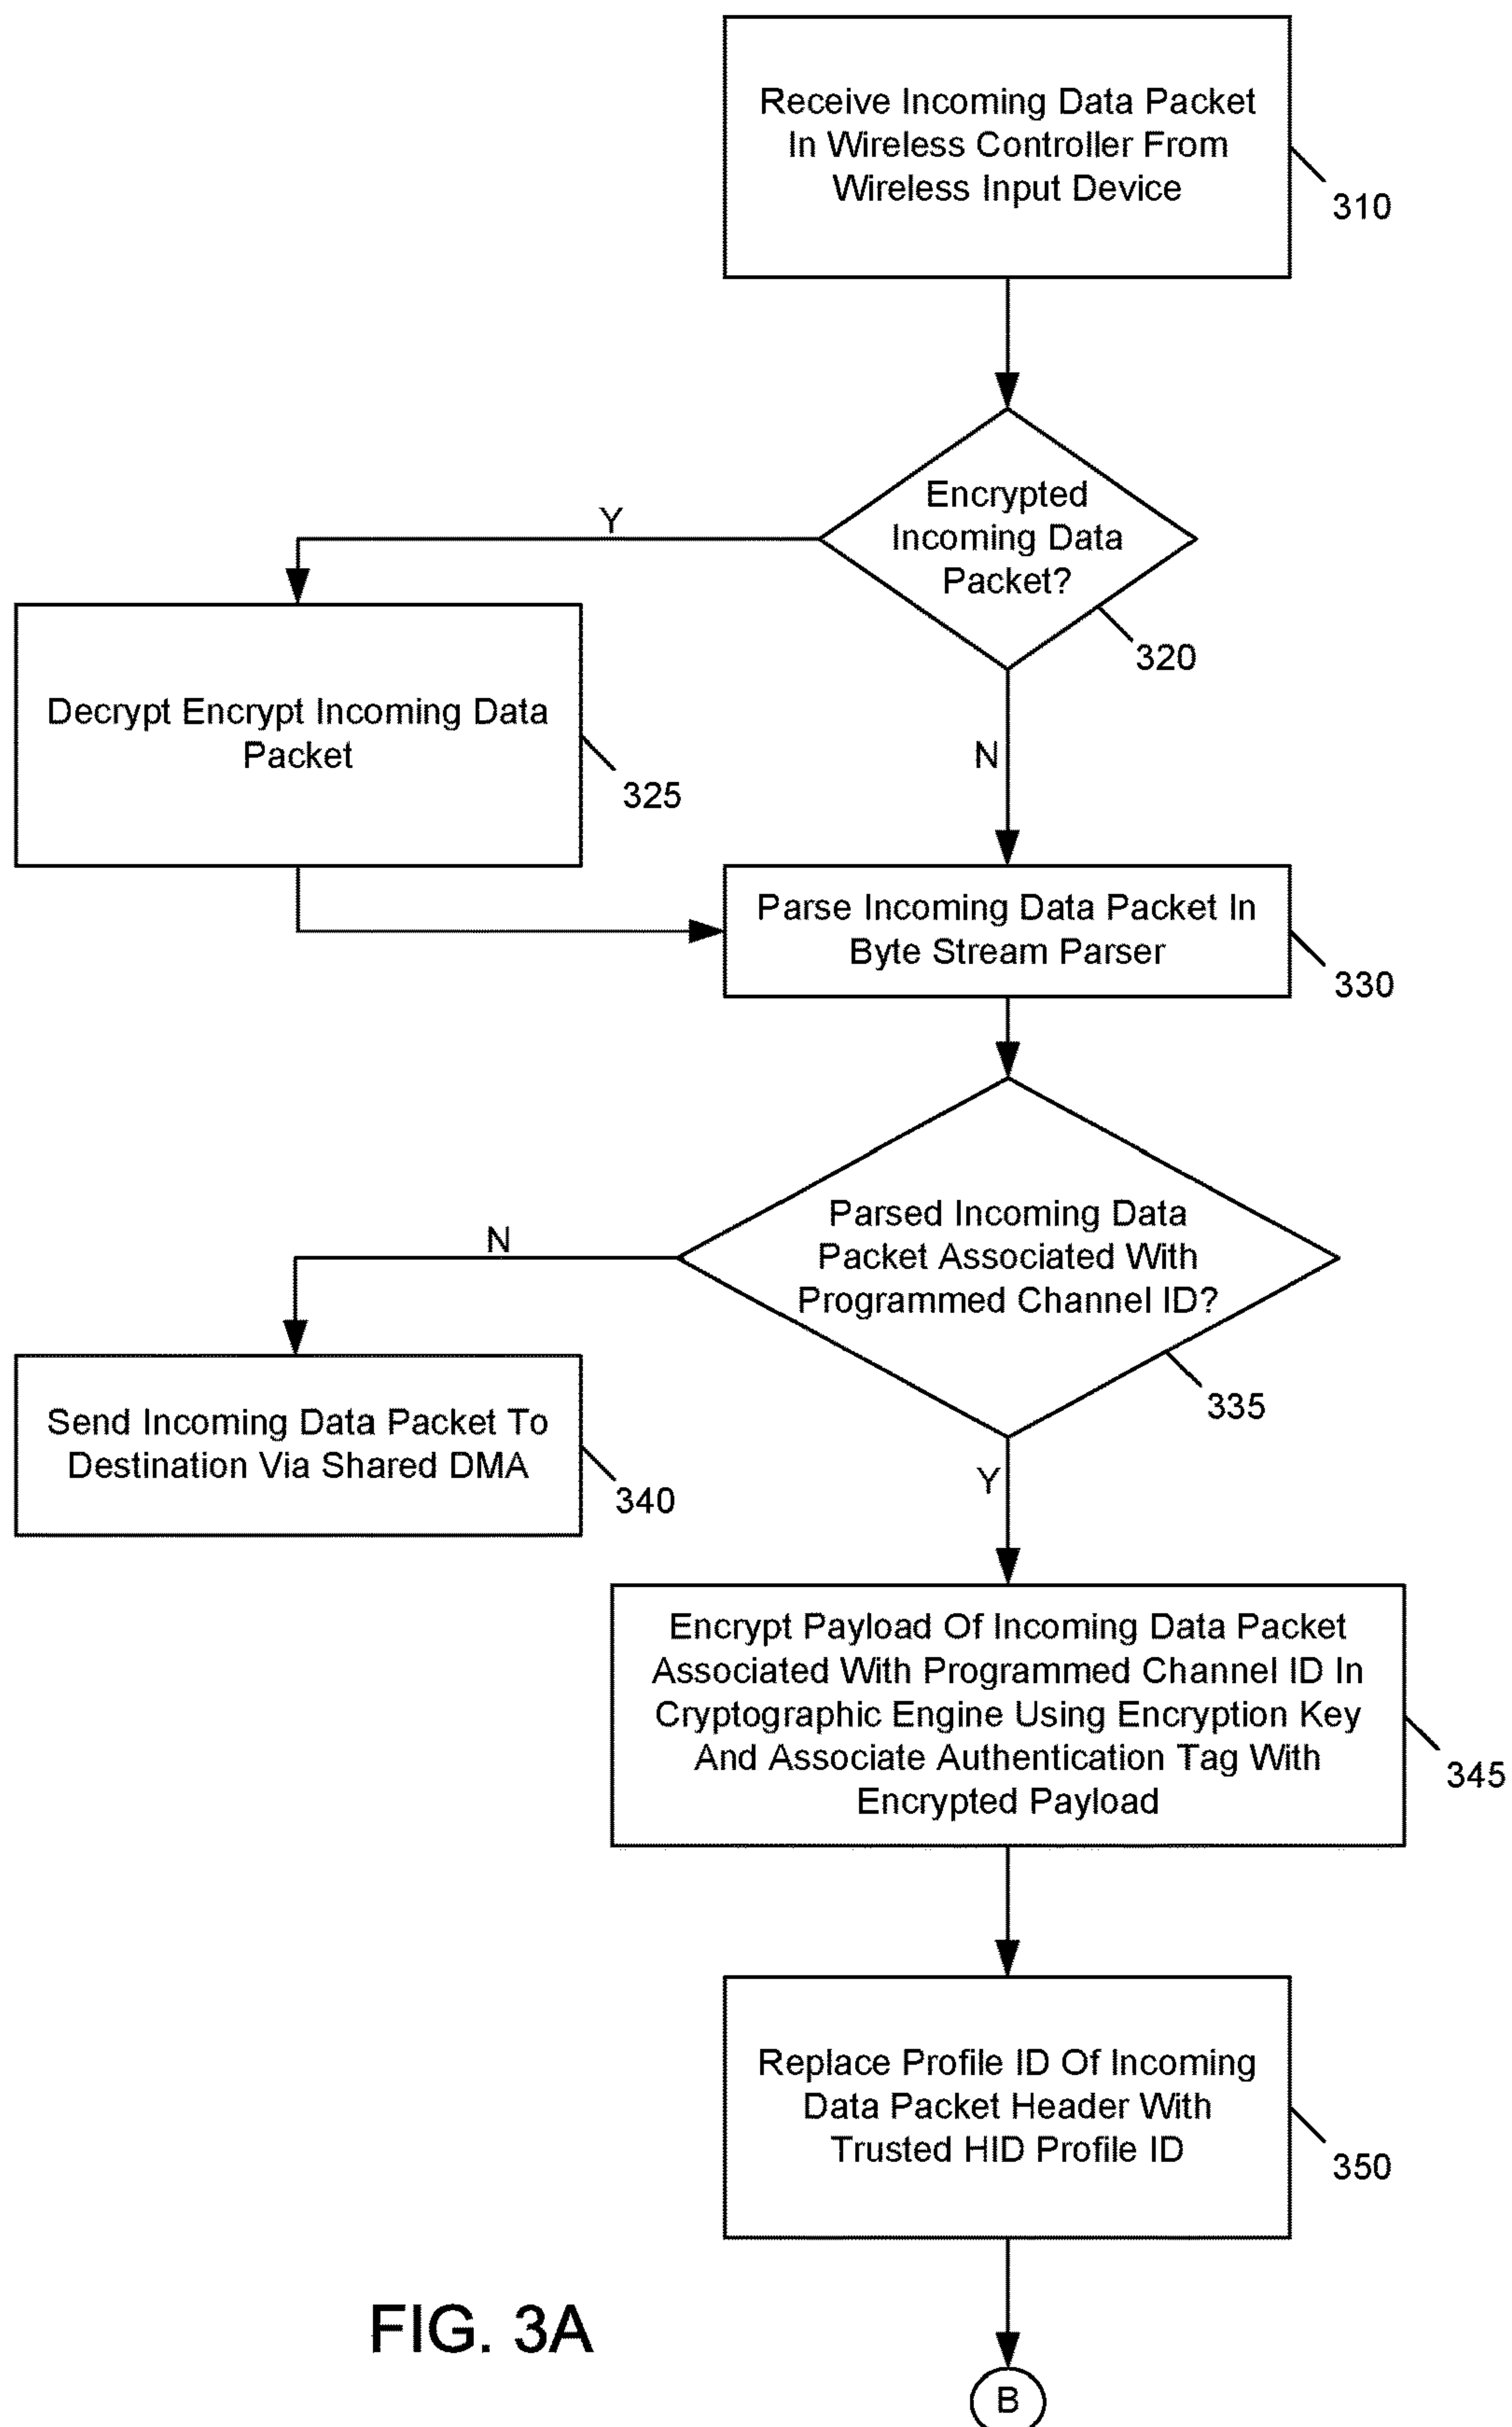 Receive Incoming Data Packet
In Wireless Controller From
Wireless Input Device
310
Encrypted
Incoming Data
Packet?
320
Y
N
Decrypt Encrypt Incoming Data
Packet
325
Parse Incoming Data Packet In
Byte Stream Parser
330
Parsed Incoming Data
Packet Associated With
Programmed Channel ID?
335
N
Send Incoming Data Packet To
Destination Via Shared DMA
340
Y
Encrypt Payload Of Incoming Data Packet
Associated With Programmed Channel ID In
Cryptographic Engine Using Encryption Key
And Associate Authentication Tag With
Encrypted Payload
345
Replace Profile ID Of Incoming
Data Packet Header With
Trusted HID Profile ID
350
FIG. 3A
B